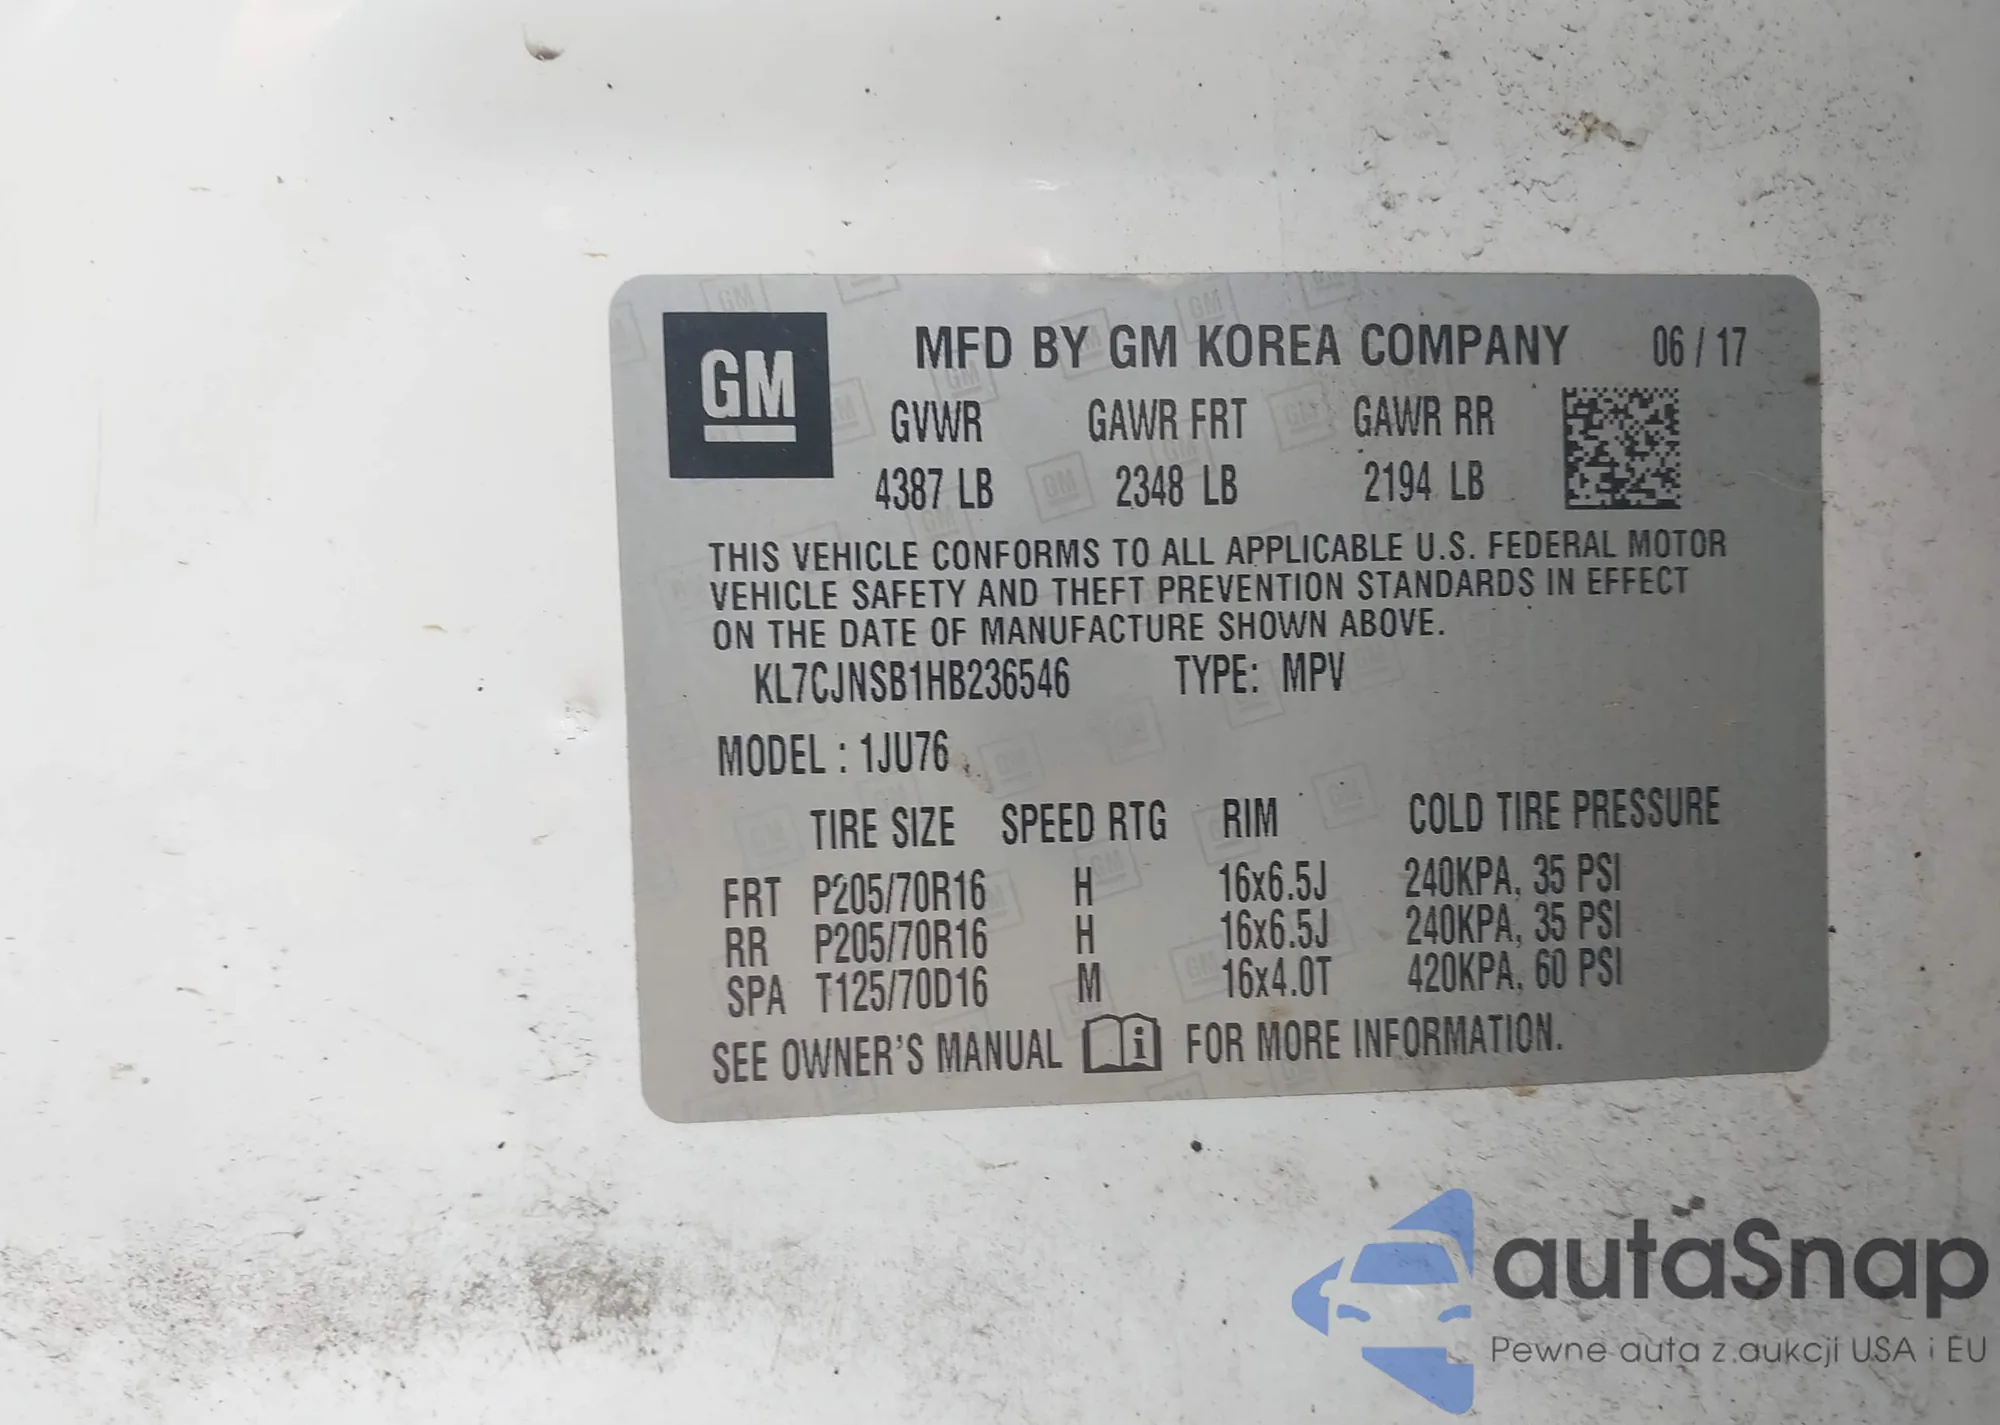 GM
MFD BY GM KOREA COMPANY 06 / 17
GVWR GAWR FRT GAWR RR
4387 LB 2348 LB 2194 LB
THIS VEHICLE CONFORMS TO ALL APPLICABLE U.S. FEDERAL MOTOR
VEHICLE SAFETY AND THEFT PREVENTION STANDARDS IN EFFECT
ON THE DATE OF MANUFACTURE SHOWN ABOVE.
KL7CJNSB1HB236546 TYPE: MPV
MODEL : 1JU76
TIRE SIZE SPEED RTG RIM COLD TIRE PRESSURE
FRT P205/70R16 H 16x6.5J 240KPA, 35 PSI
RR P205/70R16 H 16x6.5J 240KPA, 35 PSI
SPA T125/70D16 M 16x4.0T 420KPA, 60 PSI
SEE OWNER'S MANUAL i FOR MORE INFORMATION.
autaSnap
Pewne auta z aukcji USA i EU